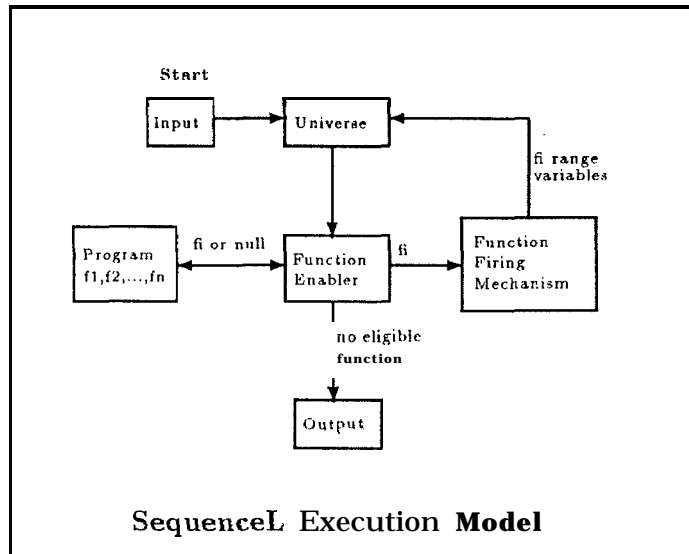 Start
Input
Universe
fi range
variables
Program
f1,f2,...,fn
fi or null
Function
Enabler
fi
Function
Firing
Mechanism
no eligible
function
Output
SequenceL Execution Model